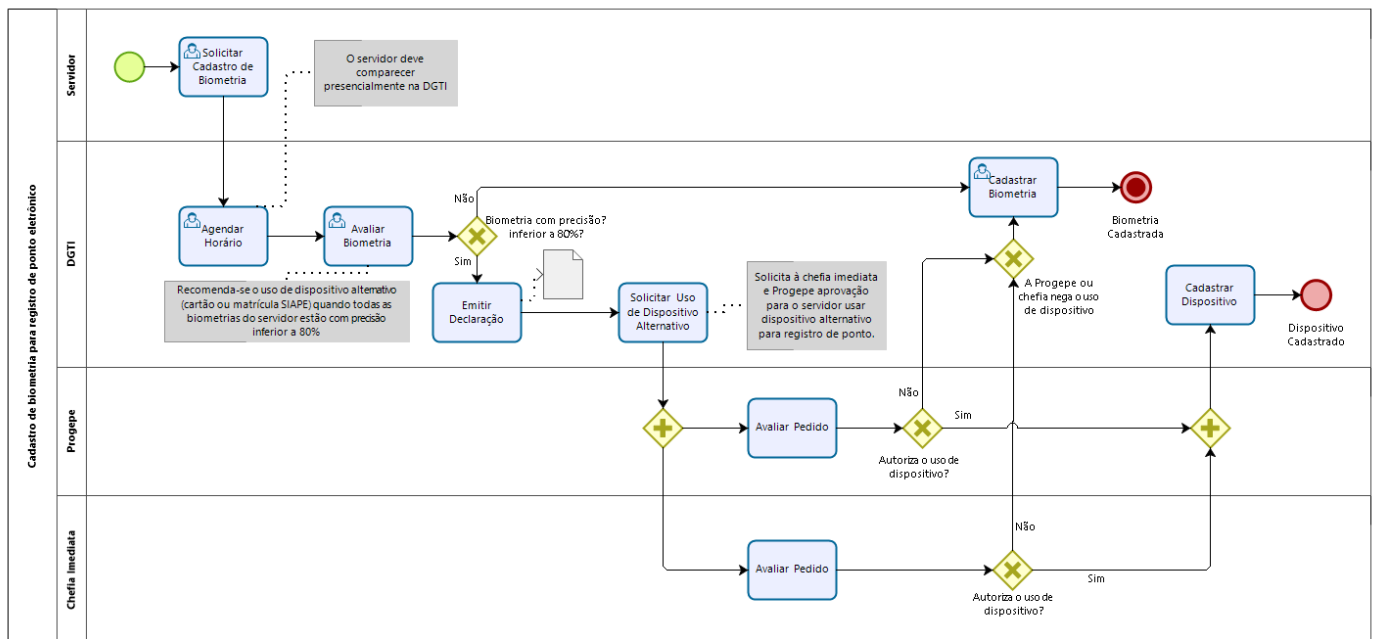 Cadastro de biometria para registro de ponto eletrônico
Servidor
Solicitar
Cadastro de
Biometria
O servidor deve
comparecer
presencialmente na DGTI
DGTI
Agendar
Horário
Avaliar
Biometria
Não
Biometria com precisão?
inferior a 80%?
Sim
Recomenda-se o uso de dispositivo alternativo
(cartão ou matrícula SIAPE) quando todas as
biometrias do servidor estão com precisão
inferior a 80%
Emitir
Declaração
Solicitar Uso
de Dispositivo
Alternativo
Solicita à chefia imediata
e Progepe aprovação
para o servidor usar
dispositivo alternativo
para registro de ponto.
Cadastrar
Biometria
Biometria
Cadastrada
A Progepe ou
chefia nega o uso
de dispositivo
Cadastrar
Dispositivo
Dispositivo
Cadastrado
Progepe
Avaliar Pedido
Não
Sim
Autoriza o uso de
dispositivo?
Chefia Imediata
Avaliar Pedido
Não
Sim
Autoriza o uso de
dispositivo?